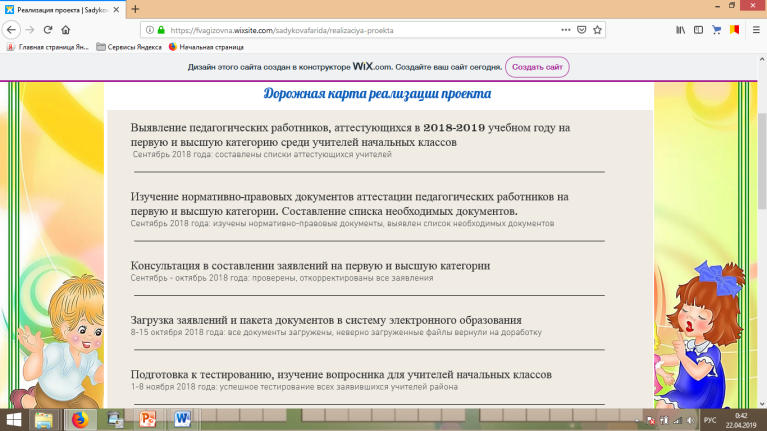 Реализация проекта | Sadykov
https://fvagizovna.wixsite.com/sadykovafarida/realizaciya-proekta
Главная страница Ян...
Сервисы Яндекса
Начальная страница
Дизайн этого сайта создан в конструкторе WiX.com. Создайте ваш сайт сегодня.
Создать сайт
Дорожная карта реализации проекта
Выявление педагогических работников, аттестующихся в 2018-2019 учебном году на
первую и высшую категорию среди учителей начальных классов
Сентябрь 2018 года: составлены списки аттестующихся учителей
Изучение нормативно-правовых документов аттестации педагогических работников на
первую и высшую категории. Составление списка необходимых документов.
Сентябрь 2018 года: изучены нормативно-правовые документы, выявлен список необходимых документов
Консультация в составлении заявлений на первую и высшую категории
Сентябрь - октябрь 2018 года: проверены, откорректированы все заявления
Загрузка заявлений и пакета документов в систему электронного образования
8-15 октября 2018 года: все документы загружены, неверно загруженные файлы вернули на доработку
Подготовка к тестированию, изучение вопросника для учителей начальных классов
1-8 ноября 2018 года: успешное тестирование всех заявившихся учителей района
РУС
0:42
22.04.2019